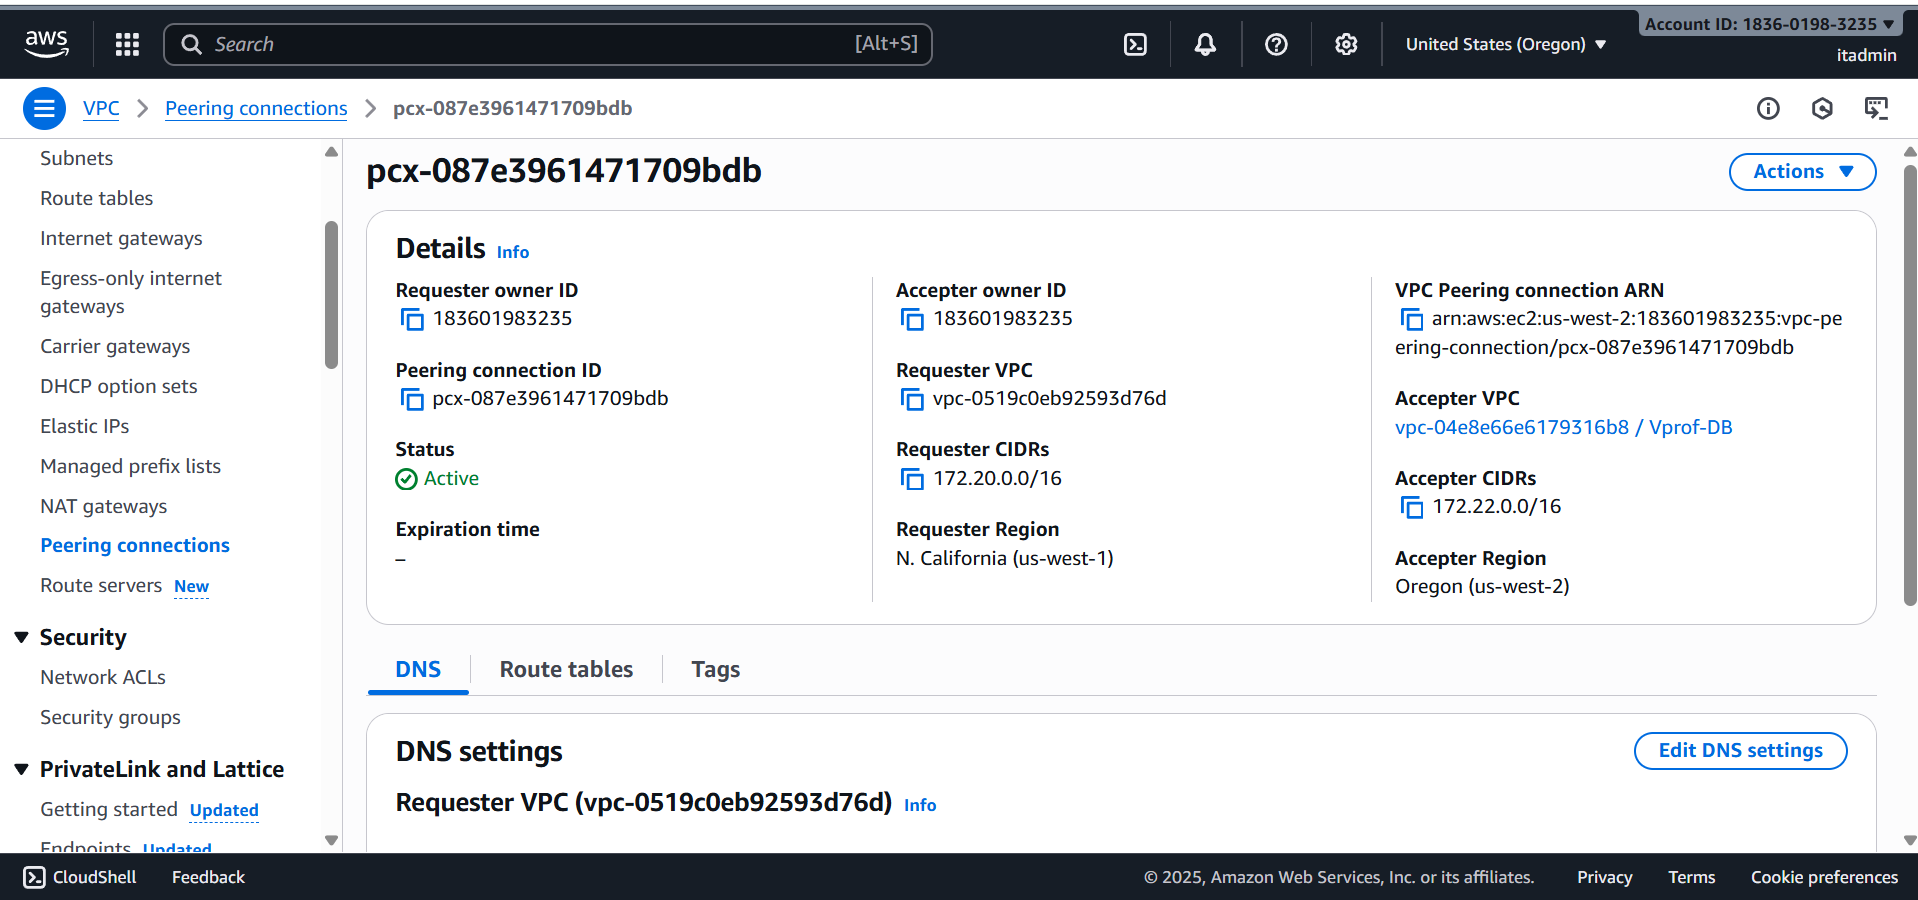 aws
Search
[Alt+S]
United States (Oregon)
Account ID: 1836-0198-3235
itadmin
VPC
Peering connections
pcx-087e3961471709bdb
Subnets
Route tables
Internet gateways
Egress-only internet
gateways
Carrier gateways
DHCP option sets
Elastic IPs
Managed prefix lists
NAT gateways
Peering connections
Route servers New
Security
Network ACLs
Security groups
PrivateLink and Lattice
Getting started Updated
Endpoints Updated
pcx-087e3961471709bdb
Actions
Details Info
Requester owner ID
183601983235
Peering connection ID
pcx-087e3961471709bdb
Status
Active
Expiration time
–
Accepter owner ID
183601983235
Requester VPC
vpc-0519c0eb92593d76d
Requester CIDRs
172.20.0.0/16
Requester Region
N. California (us-west-1)
VPC Peering connection ARN
arn:aws:ec2:us-west-2:183601983235:vpc-pe
ering-connection/pcx-087e3961471709bdb
Accepter VPC
vpc-04e8e66e6179316b8 / Vprof-DB
Accepter CIDRs
172.22.0.0/16
Accepter Region
Oregon (us-west-2)
DNS
Route tables
Tags
DNS settings
Edit DNS settings
Requester VPC (vpc-0519c0eb92593d76d) Info
CloudShell
Feedback
© 2025, Amazon Web Services, Inc. or its affiliates.
Privacy
Terms
Cookie preferences